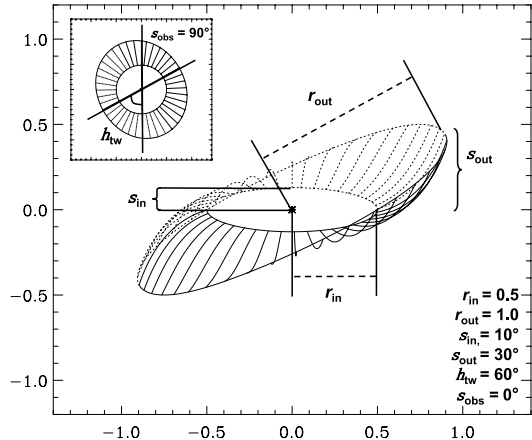 1.0
0.5
0.0
−0.5
−1.0
−1.0
−0.5
0.0
0.5
1.0
s_obs = 90°
h_tw
r_out
s_out
s_in
r_in
r_in = 0.5
r_out = 1.0
s_in, = 10°
s_out = 30°
h_tw = 60°
s_obs = 0°